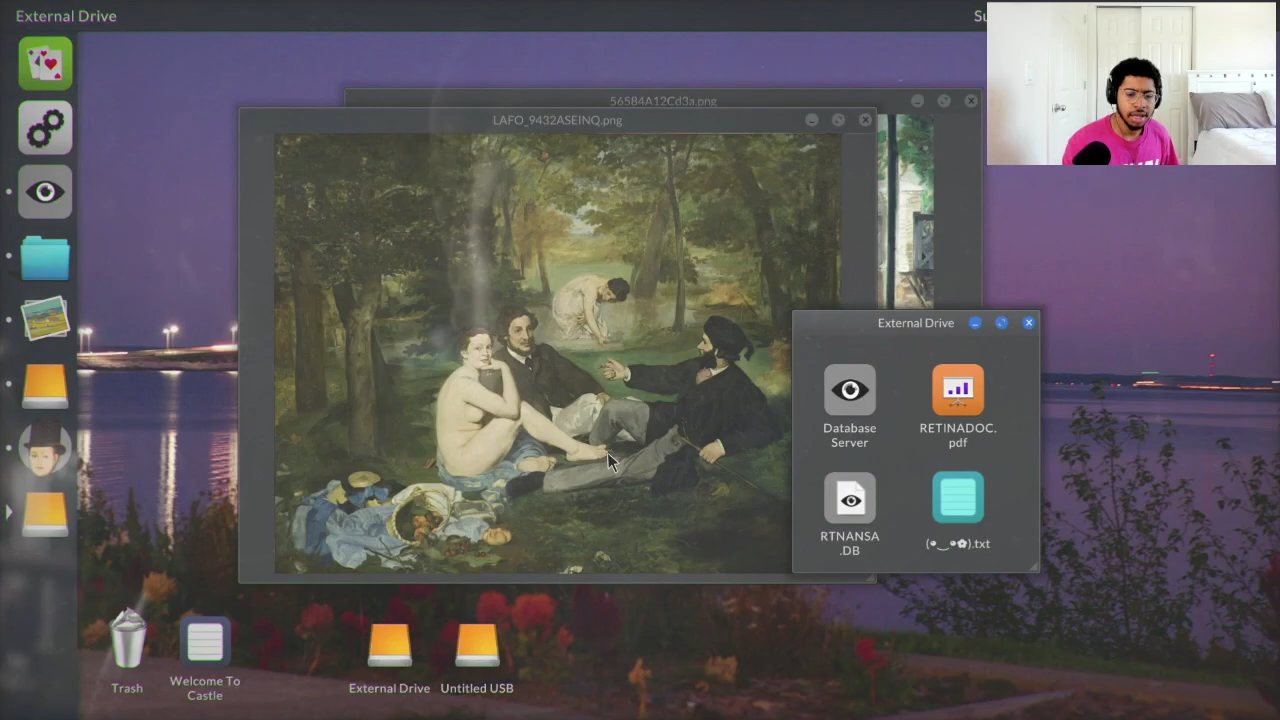 External Drive
Su
56584A12Cd3a.png
LAFO_9432ASEINQ.png
External Drive
Database
Server
RETINADOC.
pdf
RTNANSA
.DB
(•‿•✿).txt
Trash
Welcome To
Castle
External Drive
Untitled USB